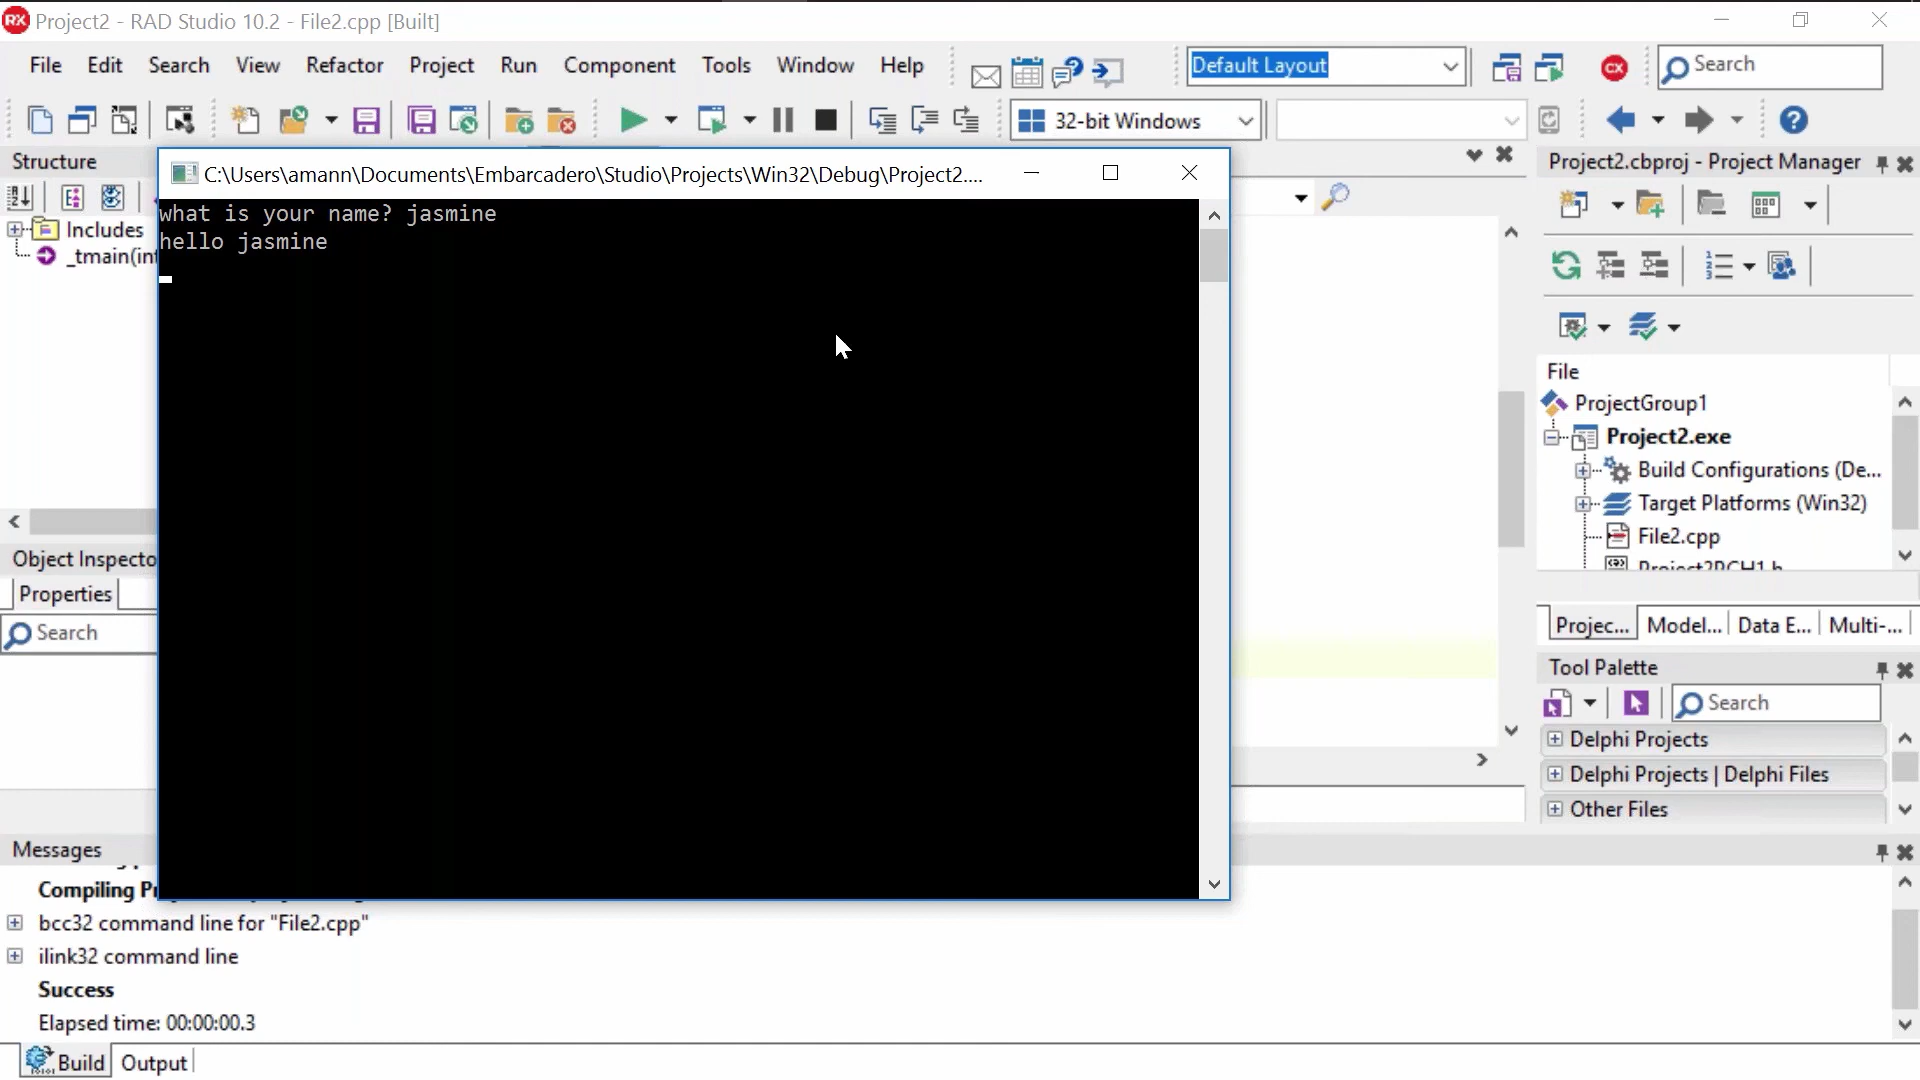 Project2 - RAD Studio 10.2 - File2.cpp [Built]
File Edit Search View Refactor Project Run Component Tools Window Help
Default Layout
Search
32-bit Windows
Structure
Includes
_tmain(int
C:\Users\amann\Documents\Embarcadero\Studio\Projects\Win32\Debug\Project2....
what is your name? jasmine
hello jasmine
Project2.cbproj - Project Manager
File
ProjectGroup1
Project2.exe
Build Configurations (De...
Target Platforms (Win32)
File2.cpp
Project2PCH1.h
Projec... Model... Data E... Multi-...
Object Inspecto
Properties
Search
Tool Palette
Search
Delphi Projects
Delphi Projects | Delphi Files
Other Files
Messages
Compiling
bcc32 command line for "File2.cpp"
ilink32 command line
Success
Elapsed time: 00:00:00.3
Build Output